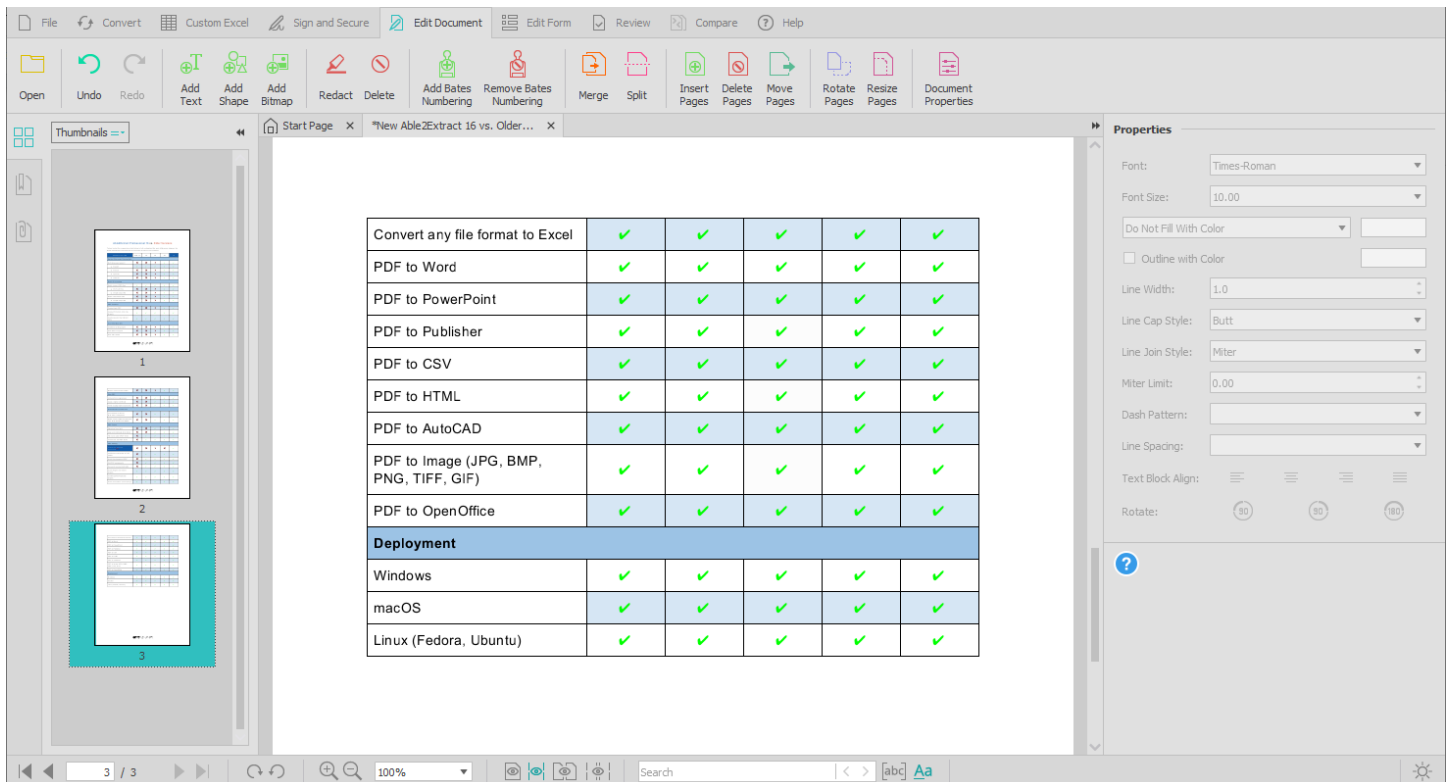 File Convert Custom Excel Sign and Secure Edit Document Edit Form Review Compare Help
Open Undo Redo Add Text Add Shape Add Bitmap Redact Delete Add Bates Numbering Remove Bates Numbering Merge Split Insert Pages Delete Pages Move Pages Rotate Pages Resize Pages Document Properties
Thumbnails
Start Page X *New Able2Extract 16 vs. Older... X
1
2
3
Convert any file format to Excel ✔ ✔ ✔ ✔ ✔
PDF to Word ✔ ✔ ✔ ✔ ✔
PDF to PowerPoint ✔ ✔ ✔ ✔ ✔
PDF to Publisher ✔ ✔ ✔ ✔ ✔
PDF to CSV ✔ ✔ ✔ ✔ ✔
PDF to HTML ✔ ✔ ✔ ✔ ✔
PDF to AutoCAD ✔ ✔ ✔ ✔ ✔
PDF to Image (JPG, BMP,
PNG, TIFF, GIF) ✔ ✔ ✔ ✔ ✔
PDF to OpenOffice ✔ ✔ ✔ ✔ ✔
Deployment
Windows ✔ ✔ ✔ ✔ ✔
macOS ✔ ✔ ✔ ✔ ✔
Linux (Fedora, Ubuntu) ✔ ✔ ✔ ✔ ✔
Properties
Font: Times-Roman
Font Size: 10.00
Do Not Fill With Color
Outline with Color
Line Width: 1.0
Line Cap Style: Butt
Line Join Style: Miter
Miter Limit: 0.00
Dash Pattern:
Line Spacing:
Text Block Align:
Rotate: 90 90 180
?
3 / 3 100% Search [abc] Aa